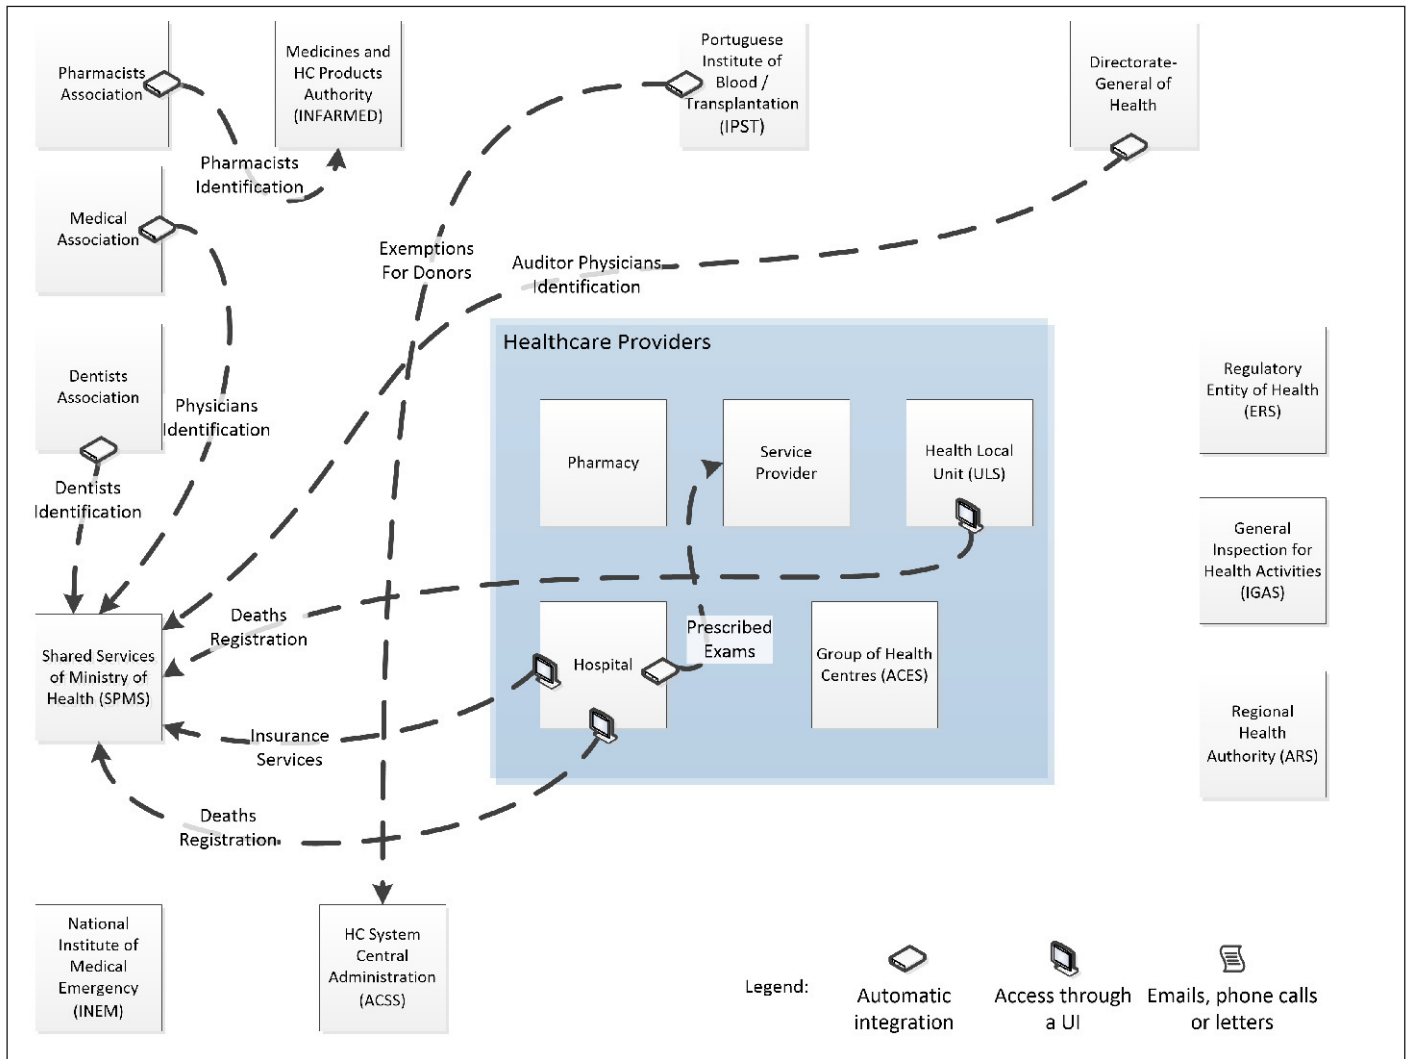 Pharmacists
Association
Medicines and
HC Products
Authority
(INFARMED)
Portuguese
Institute of
Blood /
Transplantation
(IPST)
Directorate-
General of
Health
Pharmacists
Identification
Medical
Association
Exemptions
For Donors
Auditor Physicians
Identification
Healthcare Providers
Dentists
Association
Physicians
Identification
Dentists
Identification
Pharmacy
Service
Provider
Health Local
Unit (ULS)
Regulatory
Entity of Health
(ERS)
General
Inspection for
Health Activities
(IGAS)
Deaths
Registration
Shared Services
of Ministry of
Health (SPMS)
Hospital
Prescribed
Exams
Group of Health
Centres (ACES)
Insurance
Services
Regional
Health
Authority (ARS)
Deaths
Registration
National
Institute of
Medical
Emergency
(INEM)
HC System
Central
Administration
(ACSS)
Legend:
Automatic
integration
Access through
a UI
Emails, phone calls
or letters